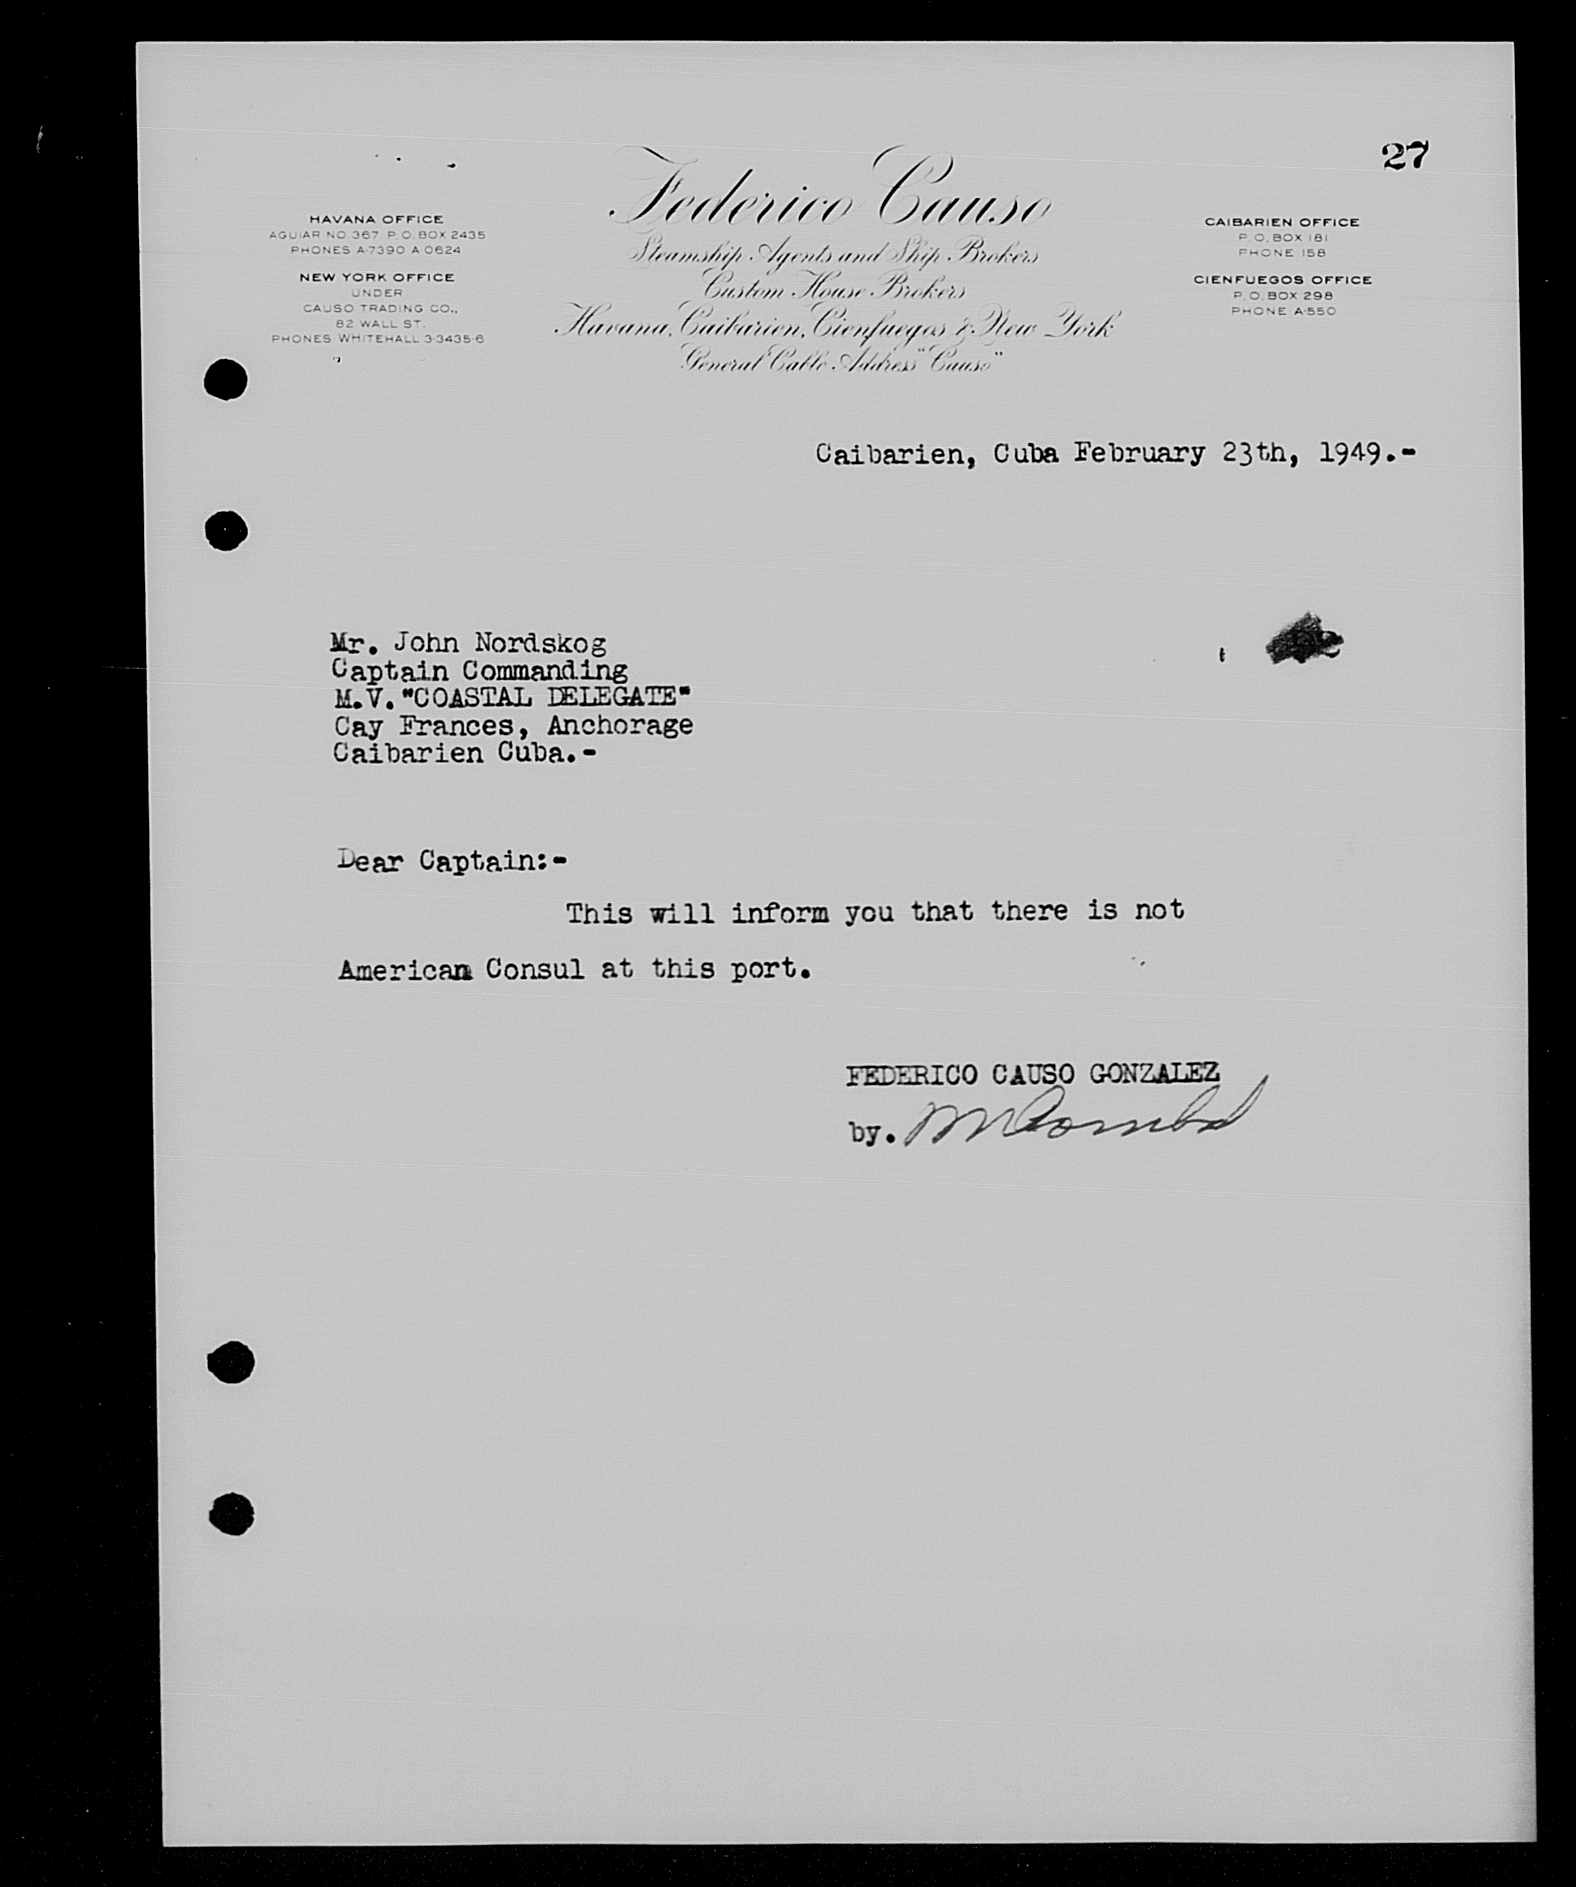 27
Federico Causo
Steamship Agents and Ship Brokers
Custom House Brokers
Havana, Caibarien, Cienfuegos & New York
General Cable Address "Causo"
HAVANA OFFICE
AGUIAR NO. 367 P.O. BOX 2435
PHONES A-7390 A 0624
NEW YORK OFFICE
UNDER
CAUSO TRADING CO.,
82 WALL ST.
PHONES WHITEHALL 3-3435-6
CAIBARIEN OFFICE
P.O. BOX 181
PHONE 158
CIENFUEGOS OFFICE
P.O. BOX 298
PHONE A-550
Caibarien, Cuba February 23th, 1949.-
Mr. John Nordskog
Captain Commanding
M.V."COASTAL DELEGATE"
Cay Frances, Anchorage
Caibarien Cuba.-
Dear Captain:-
This will inform you that there is not
American Consul at this port.
FEDERICO CAUSO GONZALEZ
by.